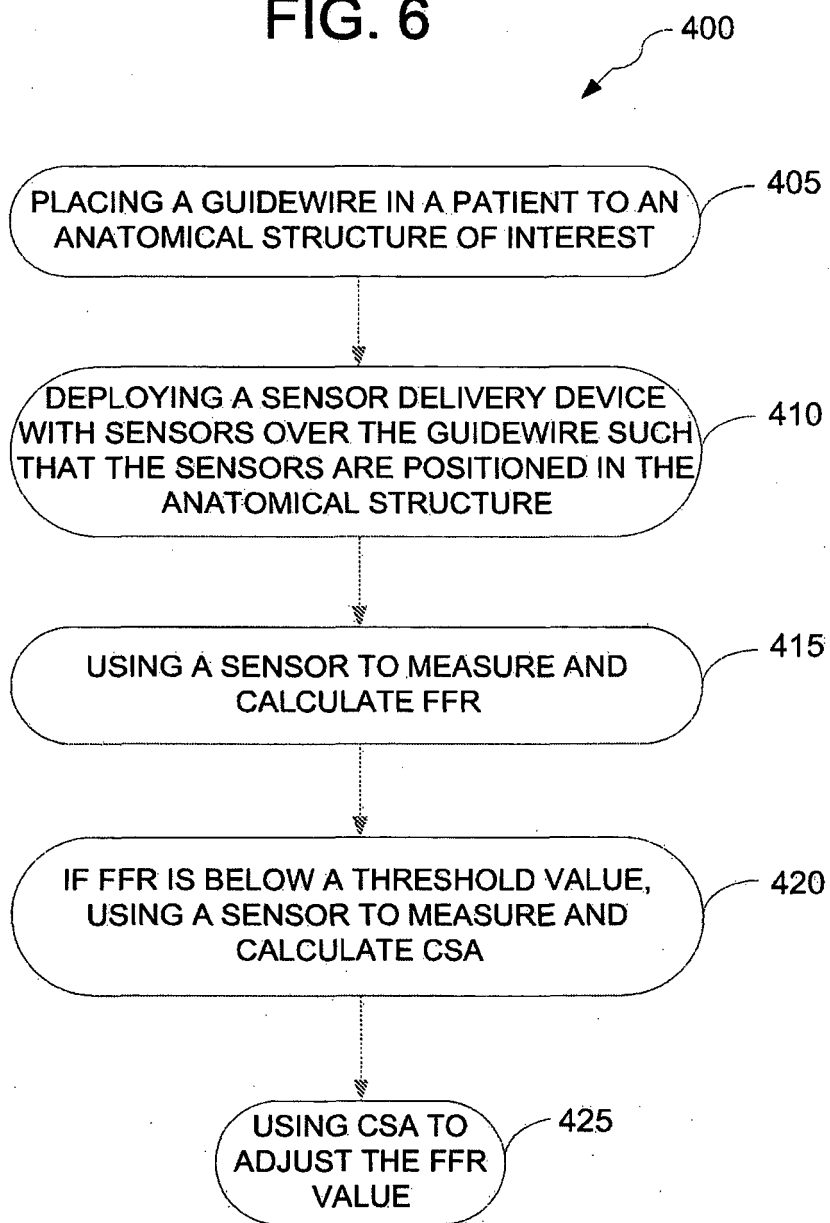 FIG. 6
400
PLACING A GUIDEWIRE IN A PATIENT TO AN
ANATOMICAL STRUCTURE OF INTEREST
405
DEPLOYING A SENSOR DELIVERY DEVICE
WITH SENSORS OVER THE GUIDEWIRE SUCH
THAT THE SENSORS ARE POSITIONED IN THE
ANATOMICAL STRUCTURE
410
USING A SENSOR TO MEASURE AND
CALCULATE FFR
415
IF FFR IS BELOW A THRESHOLD VALUE,
USING A SENSOR TO MEASURE AND
CALCULATE CSA
420
USING CSA TO
ADJUST THE FFR
VALUE
425